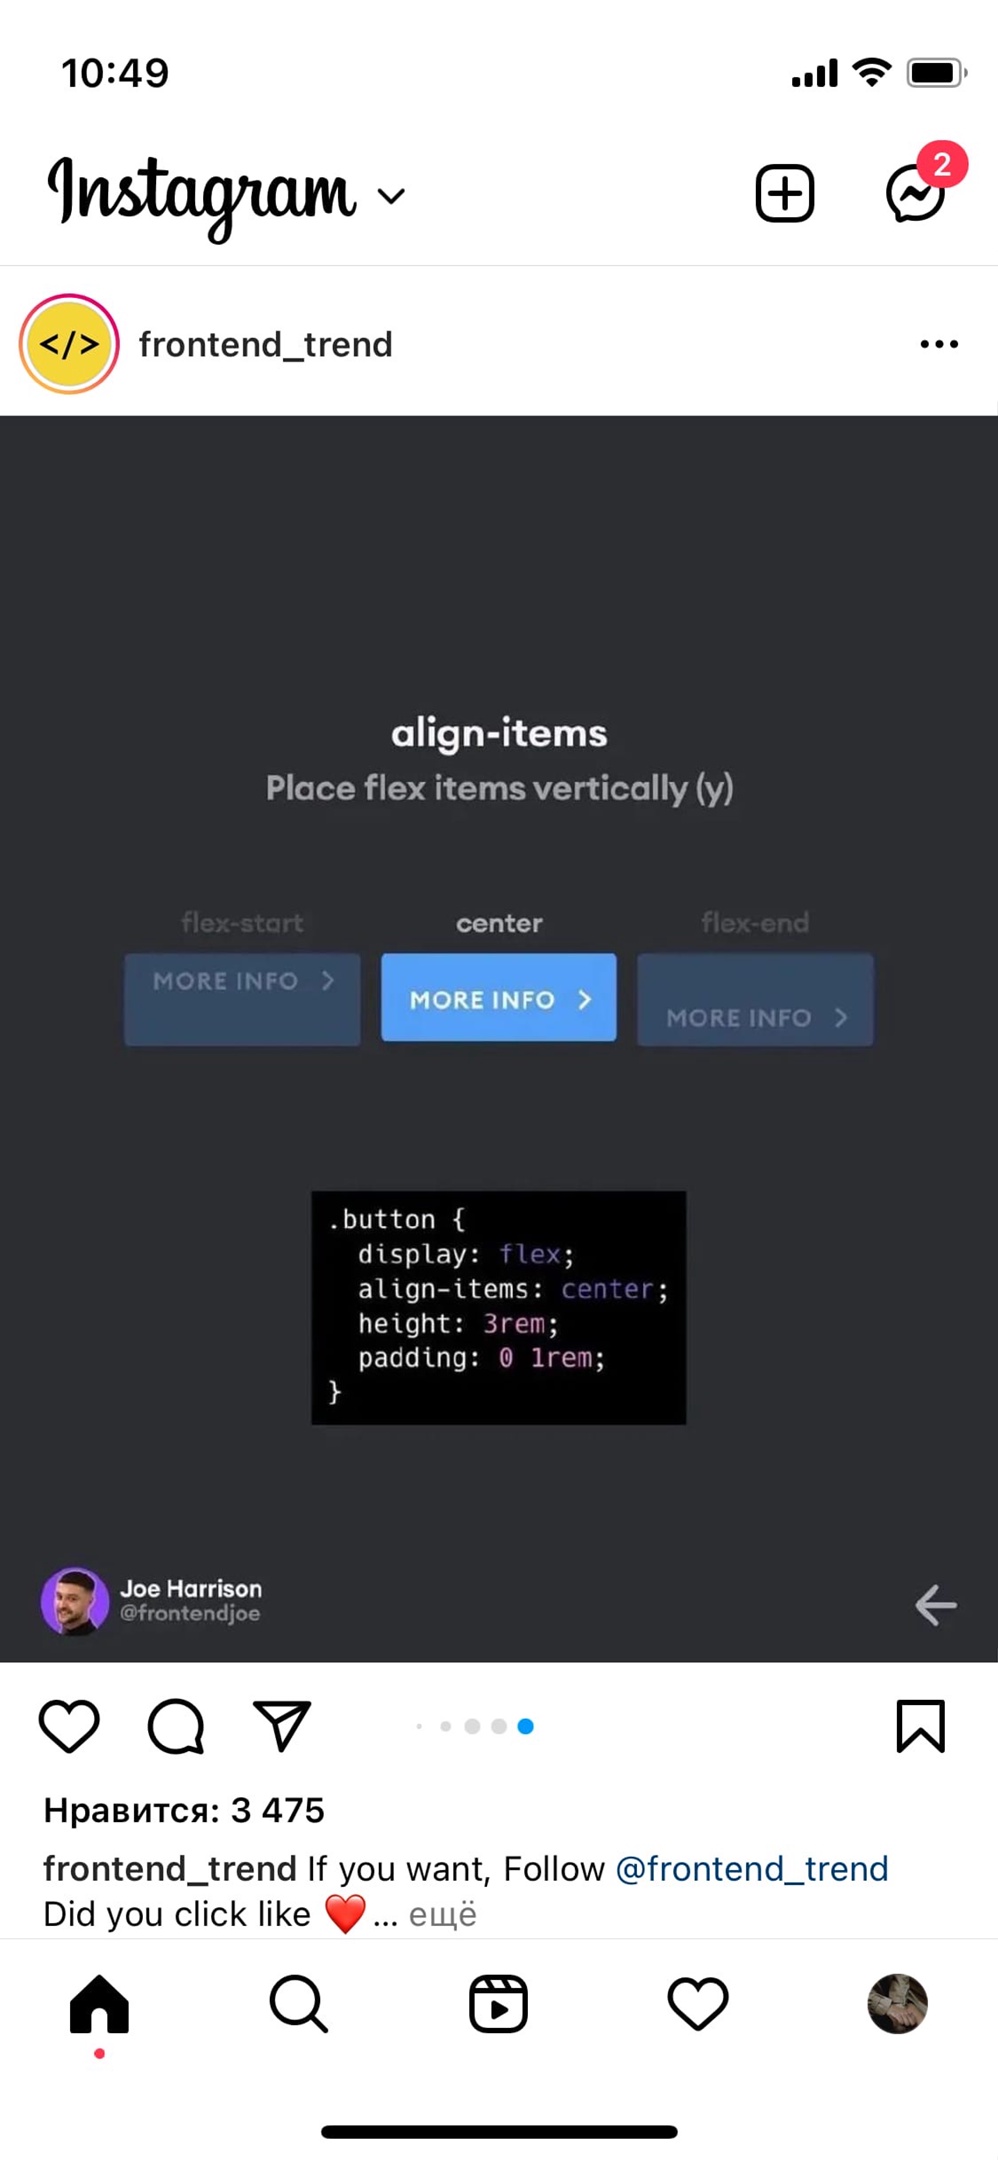 10:49
Instagram
2
</> frontend_trend
align-items
Place flex items vertically (y)
flex-start center flex-end
MORE INFO > MORE INFO > MORE INFO >
.button {
display: flex;
align-items: center;
height: 3rem;
padding: 0 1rem;
}
Joe Harrison
@frontendjoe
Нравится: 3 475
frontend_trend If you want, Follow @frontend_trend
Did you click like ❤️... ещё